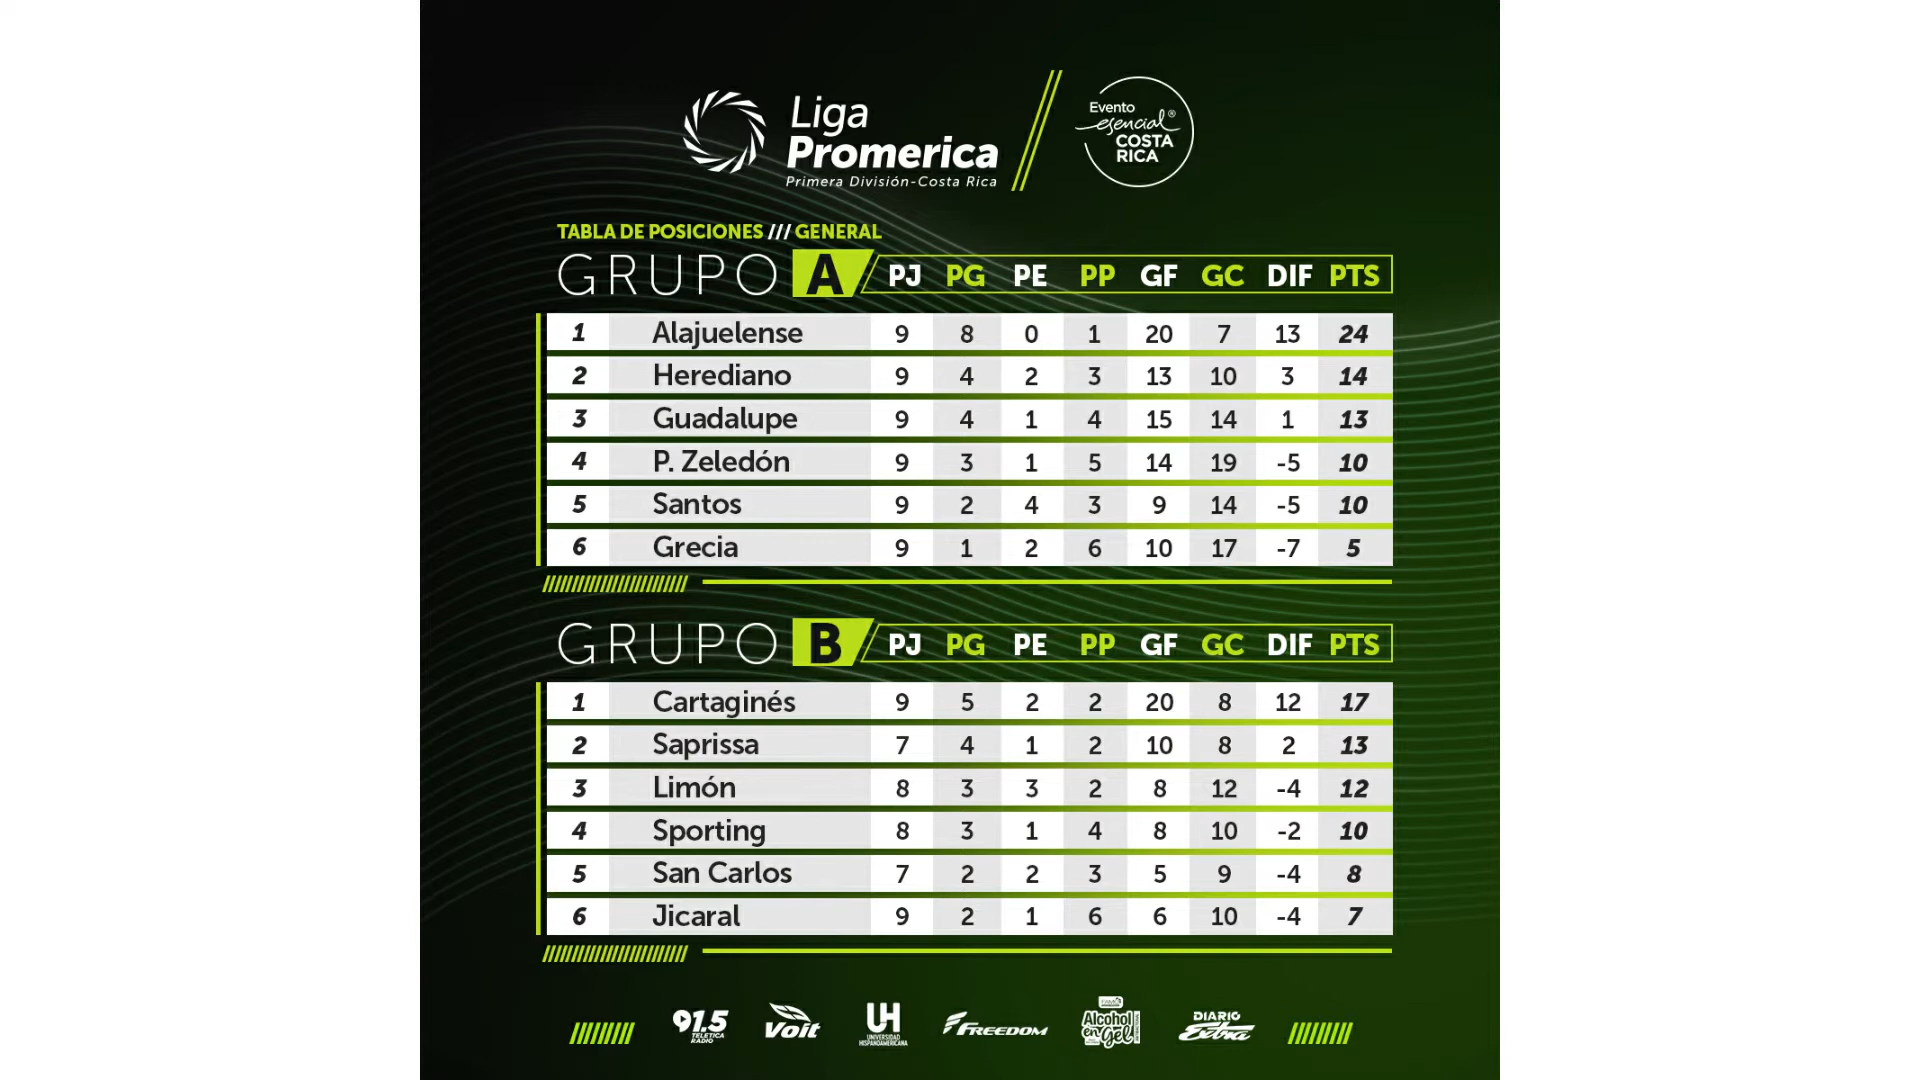 Liga
Promerica
Primera División-Costa Rica
Evento
esencial®
COSTA
RICA
TABLA DE POSICIONES /// GENERAL
GRUPO A PJ PG PE PP GF GC DIF PTS
1 Alajuelense 9 8 0 1 20 7 13 24
2 Herediano 9 4 2 3 13 10 3 14
3 Guadalupe 9 4 1 4 15 14 1 13
4 P. Zeledón 9 3 1 5 14 19 -5 10
5 Santos 9 2 4 3 9 14 -5 10
6 Grecia 9 1 2 6 10 17 -7 5
GRUPO B PJ PG PE PP GF GC DIF PTS
1 Cartaginés 9 5 2 2 20 8 12 17
2 Saprissa 7 4 1 2 10 8 2 13
3 Limón 8 3 3 2 8 12 -4 12
4 Sporting 8 3 1 4 8 10 -2 10
5 San Carlos 7 2 2 3 5 9 -4 8
6 Jicaral 9 2 1 6 6 10 -4 7
91.5
TELETICA
RADIO
Voit
UH
UNIVERSIDAD
HISPANOAMERICANA
FREEDOM
Alcohol
en gel
DIARIO
Extra